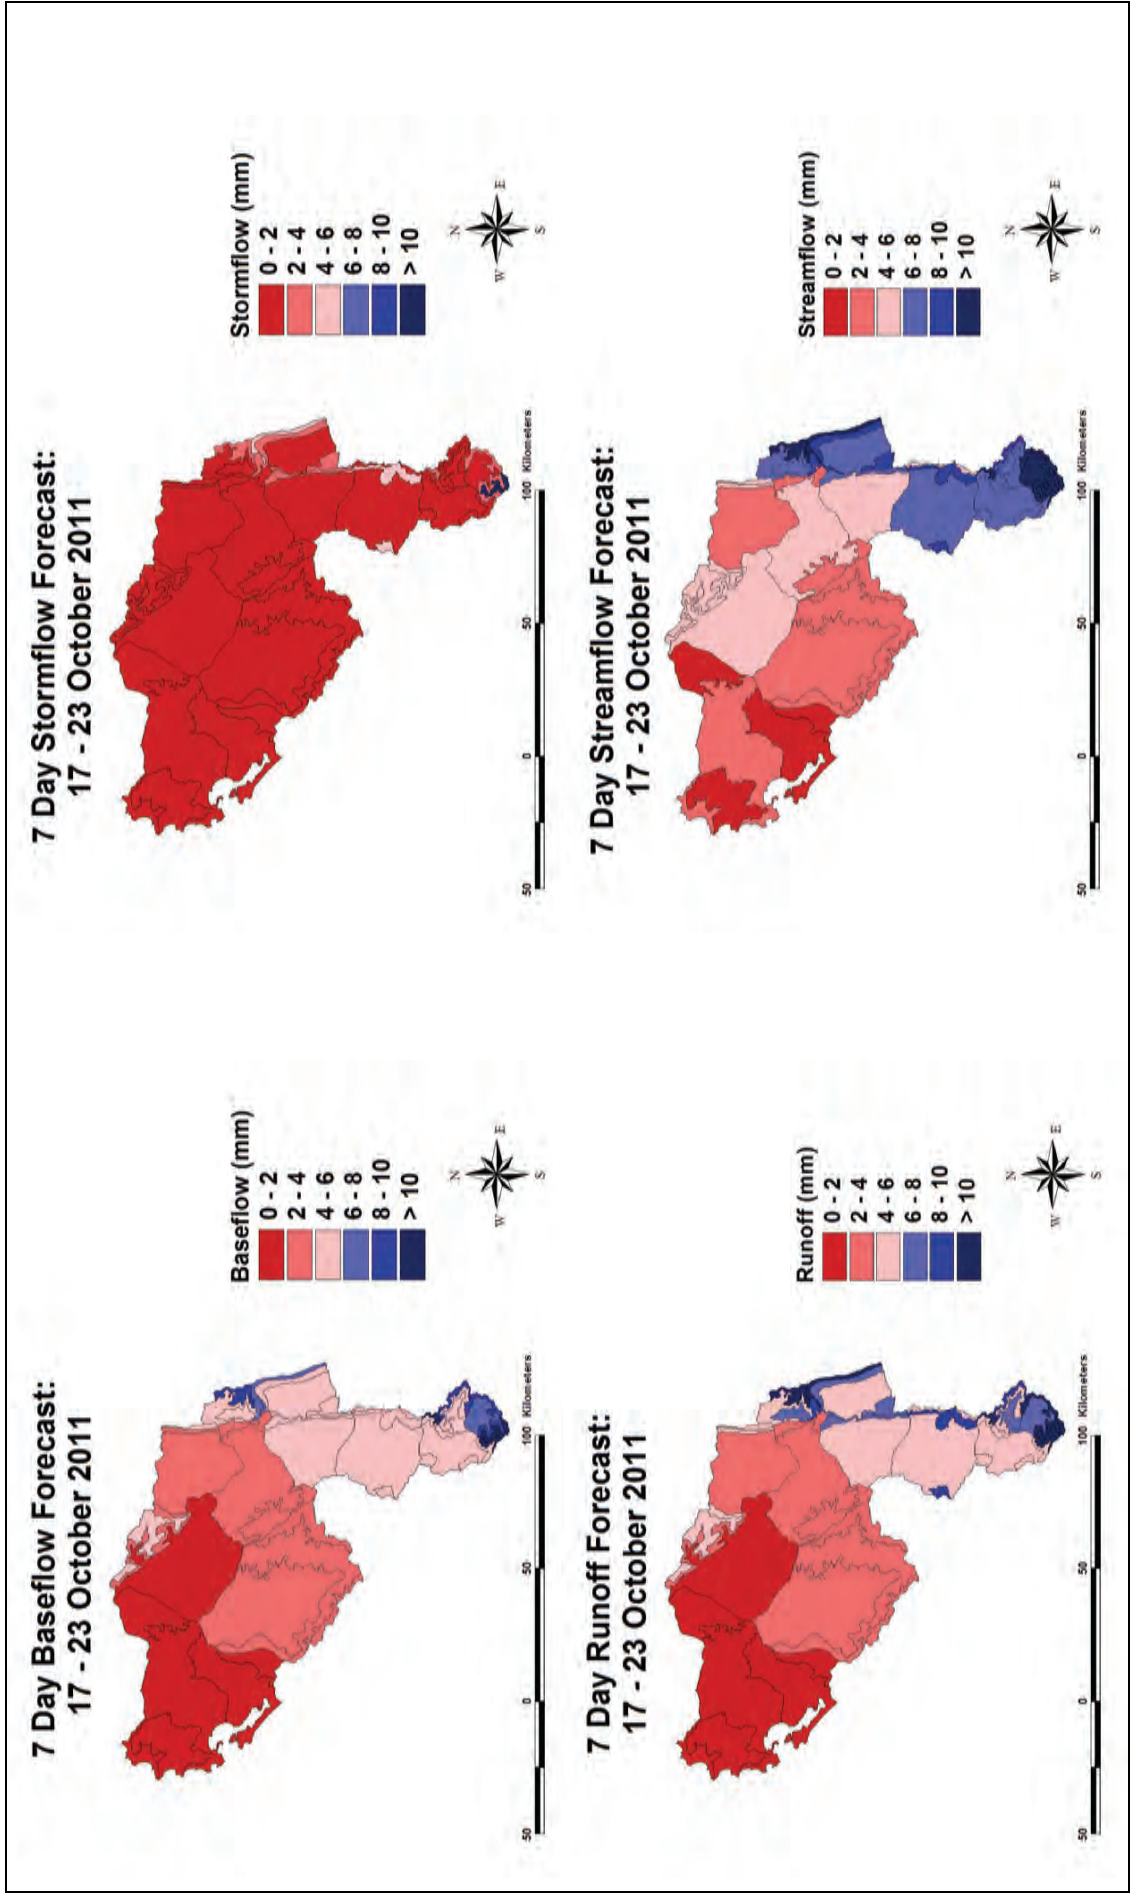 7 Day Baseflow Forecast:
17 - 23 October 2011
Baseflow (mm)
0 - 2
2 - 4
4 - 6
6 - 8
8 - 10
> 10
N
W
E
S
50
0
50
100
Kilometers
7 Day Stormflow Forecast:
17 - 23 October 2011
Stormflow (mm)
0 - 2
2 - 4
4 - 6
6 - 8
8 - 10
> 10
N
W
E
S
50
0
50
100
Kilometers
7 Day Runoff Forecast:
17 - 23 October 2011
Runoff (mm)
0 - 2
2 - 4
4 - 6
6 - 8
8 - 10
> 10
N
W
E
S
50
0
50
100
Kilometers
7 Day Streamflow Forecast:
17 - 23 October 2011
Streamflow (mm)
0 - 2
2 - 4
4 - 6
6 - 8
8 - 10
> 10
N
W
E
S
50
0
50
100
Kilometers